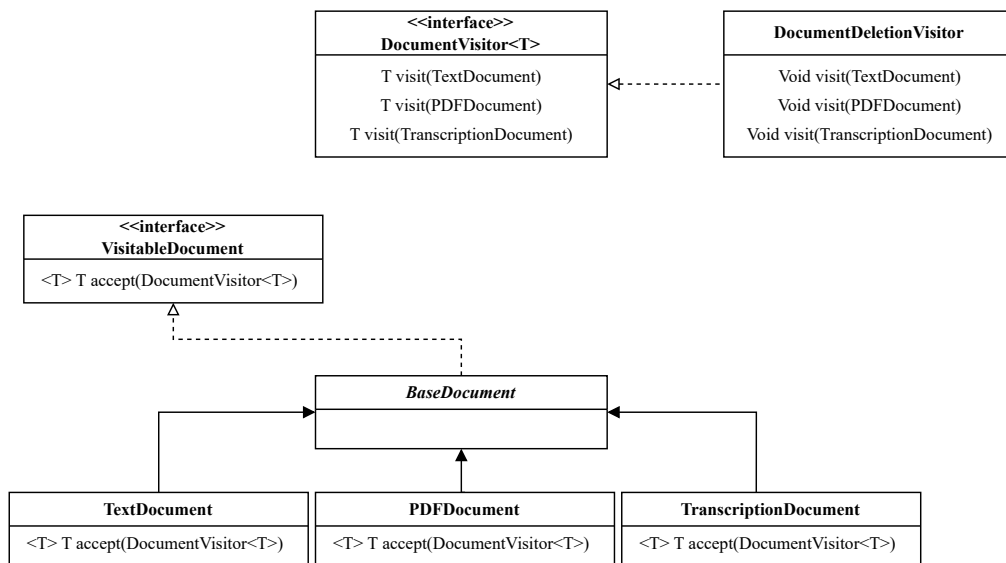 <<interface>>
DocumentVisitor<T>
T visit(TextDocument)
T visit(PDFDocument)
T visit(TranscriptionDocument)
DocumentDeletionVisitor
Void visit(TextDocument)
Void visit(PDFDocument)
Void visit(TranscriptionDocument)
<<interface>>
VisitableDocument
<T> T accept(DocumentVisitor<T>)
BaseDocument
TextDocument
<T> T accept(DocumentVisitor<T>)
PDFDocument
<T> T accept(DocumentVisitor<T>)
TranscriptionDocument
<T> T accept(DocumentVisitor<T>)